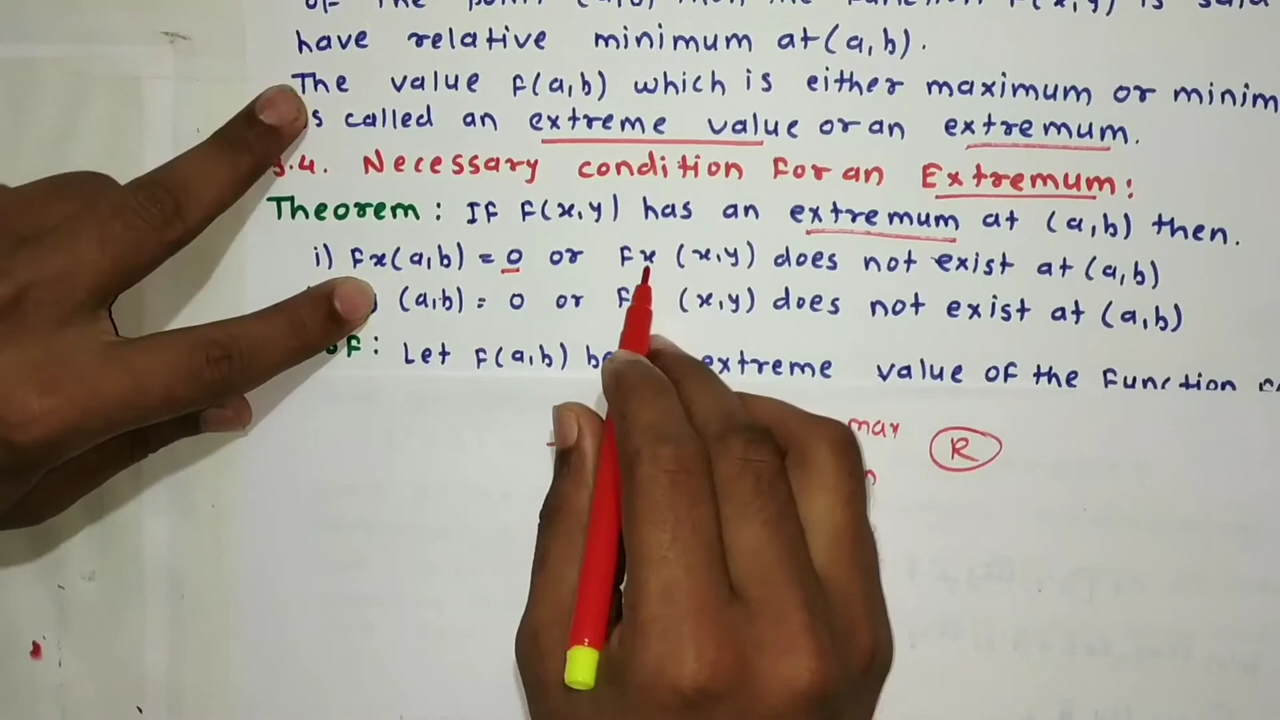 have relative minimum at (a,b).
The value f(a,b) which is either maximum or minim
s called an extreme value or an extremum.
.4. Necessary condition for an Extremum:
Theorem: If f(x,y) has an extremum at (a,b) then.
i) fx(a,b) = 0 or fx (x,y) does not exist at (a,b)
(a,b) = 0 or f (x,y) does not exist at (a,b)
of: Let f(a,b) be extreme value of the function
max
R